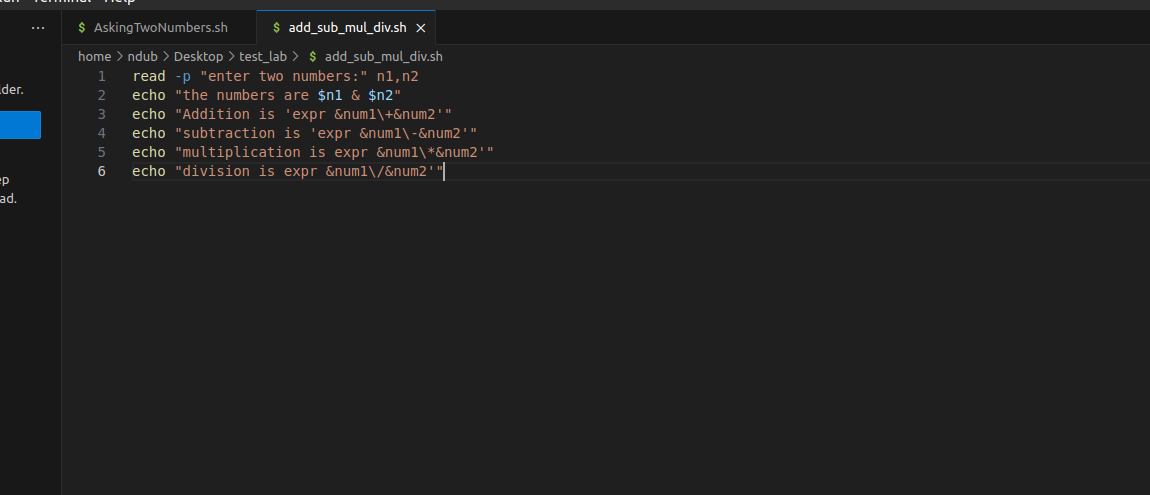 Terminal Help
AskingTwoNumbers.sh add_sub_mul_div.sh
home > ndub > Desktop > test_lab > $ add_sub_mul_div.sh
1 read -p "enter two numbers:" n1,n2
2 echo "the numbers are $n1 & $n2"
3 echo "Addition is 'expr &num1\+&num2'"
4 echo "subtraction is 'expr &num1\-&num2'"
5 echo "multiplication is expr &num1\*&num2'"
6 echo "division is expr &num1\/&num2'"
lder.
ep
ad.